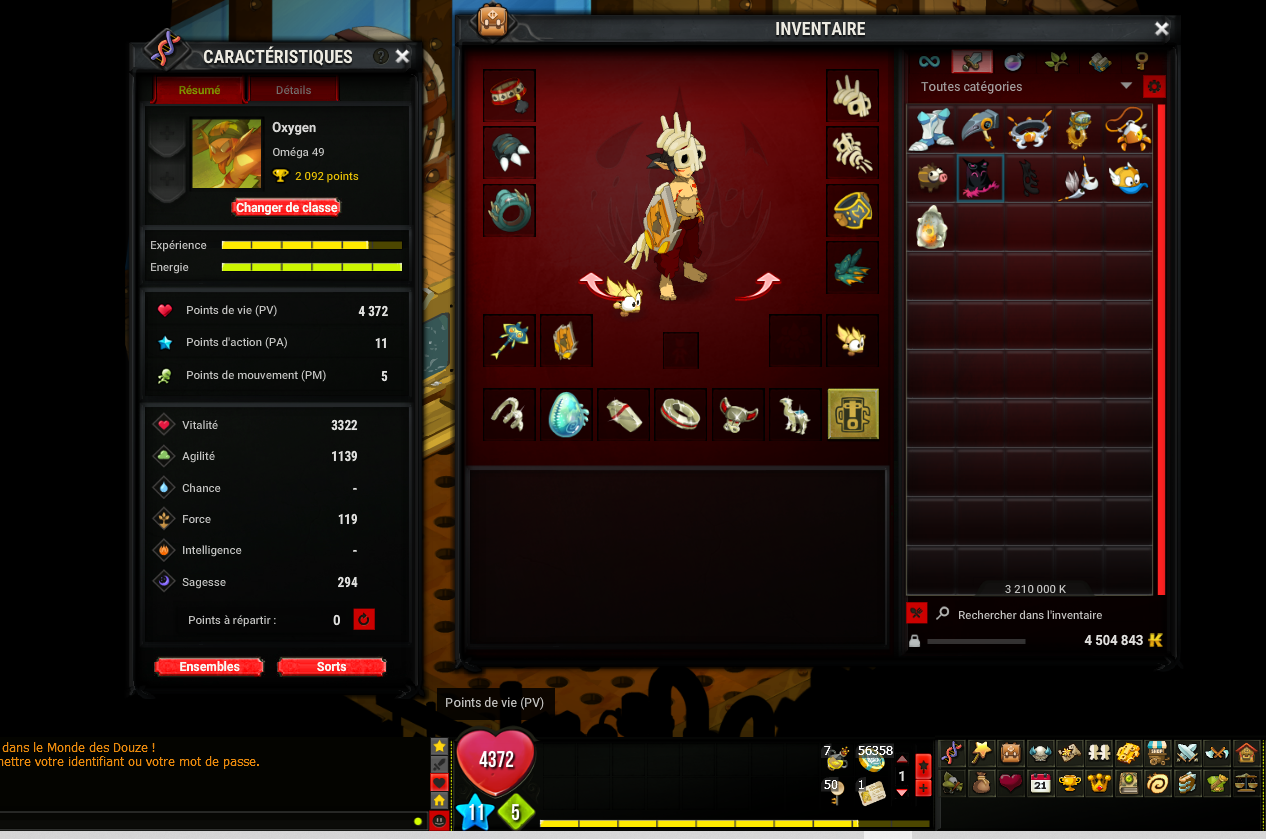 CARACTÉRISTIQUES
?
Résumé
Détails
Oxygen
Oméga 49
2 092 points
Changer de classe
Expérience
Energie
Points de vie (PV) 4 372
Points d'action (PA) 11
Points de mouvement (PM) 5
Vitalité 3322
Agilité 1139
Chance -
Force 119
Intelligence -
Sagesse 294
Points à répartir : 0
Ensembles
Sorts
INVENTAIRE
Toutes catégories
3 210 000 K
Rechercher dans l'inventaire
4 504 843
Points de vie (PV)
dans le Monde des Douze !
mettre votre identifiant ou votre mot de passe.
4372
11
5
7
56358
50
1
1
SHOP
21